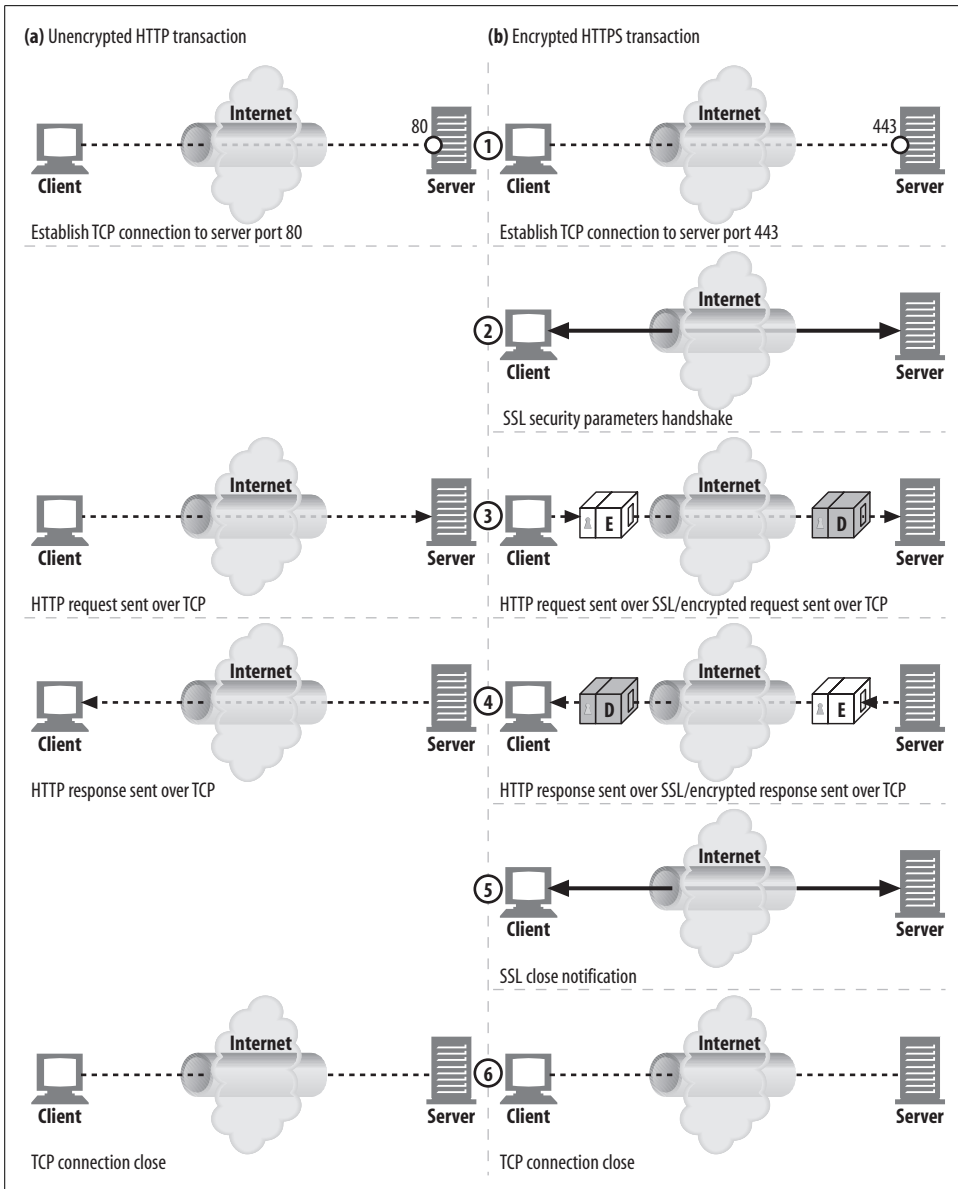 (a) Unencrypted HTTP transaction
(b) Encrypted HTTPS transaction
Internet
80
Client
Server
Establish TCP connection to server port 80
1
Internet
443
Client
Server
Establish TCP connection to server port 443
2
Internet
Client
Server
SSL security parameters handshake
Internet
Client
Server
HTTP request sent over TCP
3
Internet
E
D
Client
Server
HTTP request sent over SSL/encrypted request sent over TCP
Internet
Client
Server
HTTP response sent over TCP
4
Internet
D
E
Client
Server
HTTP response sent over SSL/encrypted response sent over TCP
5
Internet
Client
Server
SSL close notification
Internet
Client
Server
TCP connection close
6
Internet
Client
Server
TCP connection close